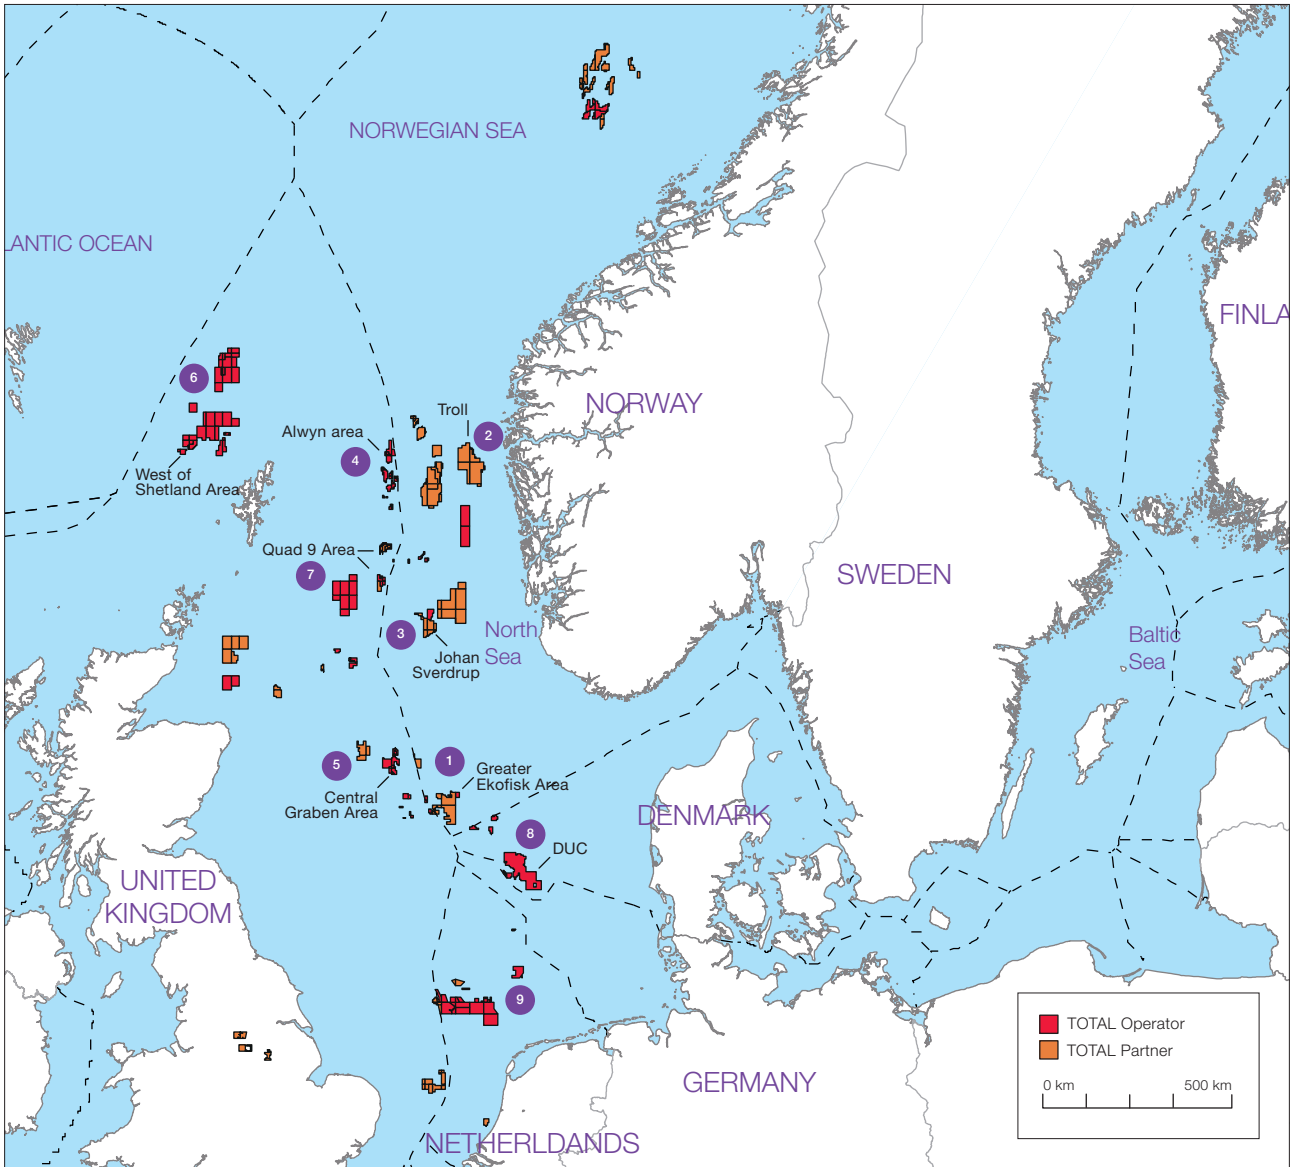 NORWEGIAN SEA
LANTIC OCEAN
FINLA
6
NORWAY
Troll
2
Alwyn area
4
West of
Shetland Area
Quad 9 Area
7
SWEDEN
3
North
Sea
Johan
Sverdrup
Baltic
Sea
5
1
Greater
Ekofisk Area
Central
Graben Area
DENMARK
8
DUC
UNITED
KINGDOM
9
TOTAL Operator
TOTAL Partner
0 km 500 km
GERMANY
NETHERLDANDS